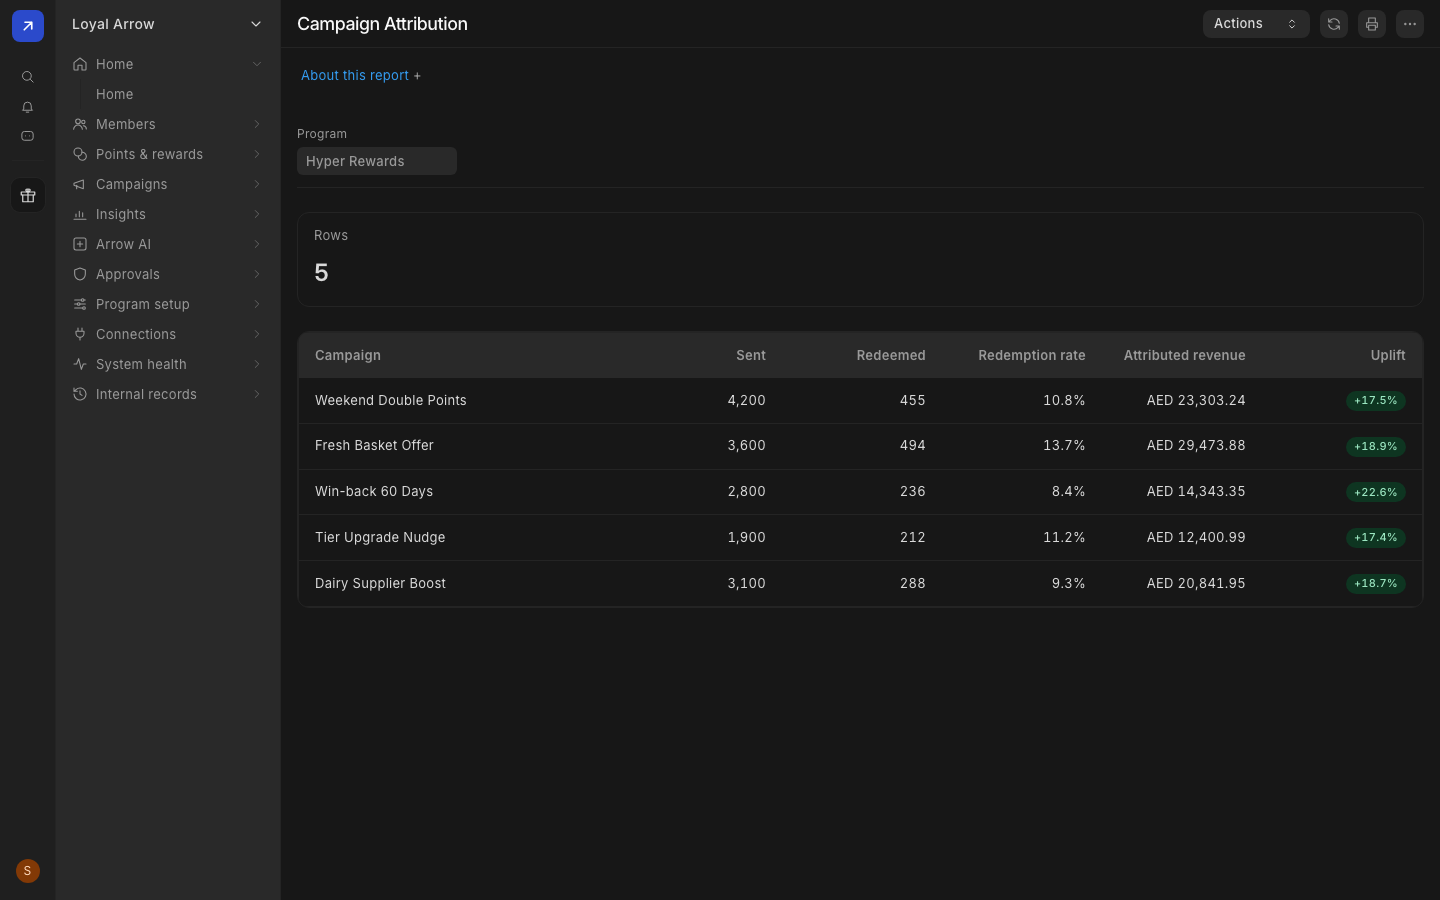 Loyal Arrow
Campaign Attribution
Actions
Home
Home
Members
Points & rewards
Campaigns
Insights
Arrow AI
Approvals
Program setup
Connections
System health
Internal records
S
About this report +
Program
Hyper Rewards
Rows
5
Campaign Sent Redeemed Redemption rate Attributed revenue Uplift
Weekend Double Points 4,200 455 10.8% AED 23,303.24 +17.5%
Fresh Basket Offer 3,600 494 13.7% AED 29,473.88 +18.9%
Win-back 60 Days 2,800 236 8.4% AED 14,343.35 +22.6%
Tier Upgrade Nudge 1,900 212 11.2% AED 12,400.99 +17.4%
Dairy Supplier Boost 3,100 288 9.3% AED 20,841.95 +18.7%